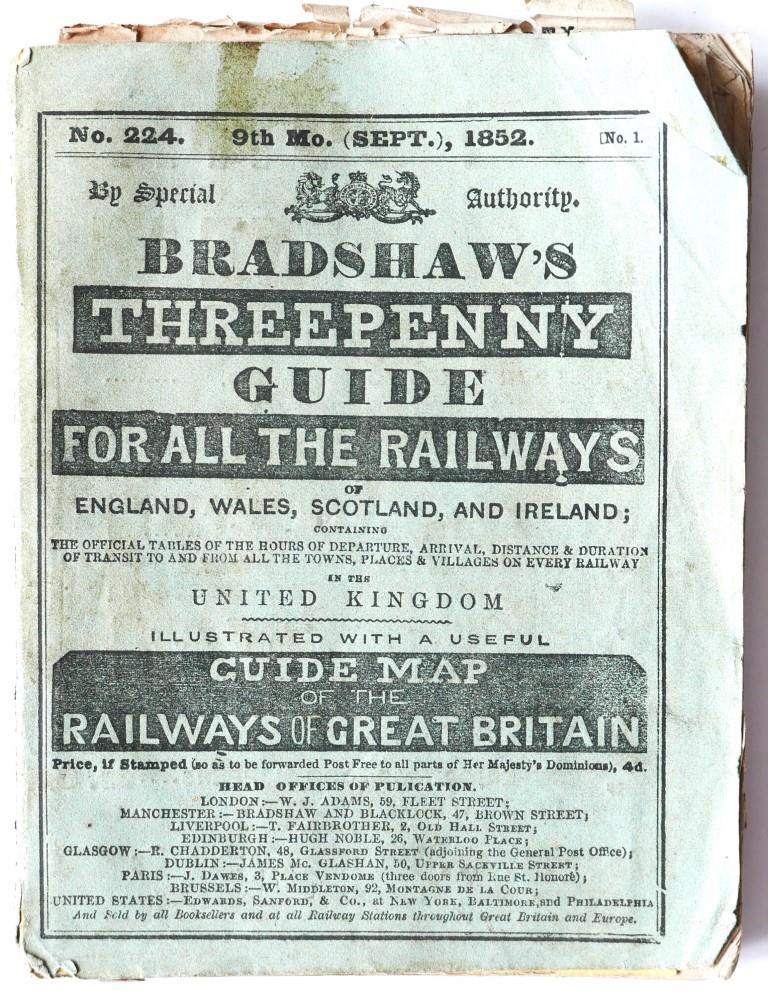 No. 224. 9th Mo. (SEPT.), 1852. [No. 1.
By Special Authority.
BRADSHAW'S
THREEPENNY
GUIDE
FOR ALL THE RAILWAYS
OF
ENGLAND, WALES, SCOTLAND, AND IRELAND;
CONTAINING
THE OFFICIAL TABLES OF THE HOURS OF DEPARTURE, ARRIVAL, DISTANCE & DURATION
OF TRANSIT TO AND FROM ALL THE TOWNS, PLACES & VILLAGES ON EVERY RAILWAY
IN THE
UNITED KINGDOM
ILLUSTRATED WITH A USEFUL
GUIDE MAP
OF THE
RAILWAYS OF GREAT BRITAIN
Price, if Stamped (so as to be forwarded Post Free to all parts of Her Majesty's Dominions), 4d.
HEAD OFFICES OF PULICATION.
LONDON:—W. J. ADAMS, 59, FLEET STREET;
MANCHESTER:—BRADSHAW AND BLACKLOCK, 47, BROWN STREET;
LIVERPOOL:—T. FAIRBROTHER, 2, OLD HALL STREET;
EDINBURGH:—HUGH NOBLE, 26, WATERLOO PLACE;
GLASGOW:—R. CHADDERTON, 48, GLASSFORD STREET (adjoining the General Post Office);
DUBLIN:—JAMES Mc. GLASHAN, 50, UPPER SACKVILLE STREET;
PARIS:—J. DAWES, 3, PLACE VENDOME (three doors from Rue St. Honoré);
BRUSSELS:—W. MIDDLETON, 92, MONTAGNE DE LA COUR;
UNITED STATES:—EDWARDS, SANFORD, & CO., at NEW YORK, BALTIMORE, and PHILADELPHIA
And Sold by all Booksellers and at all Railway Stations throughout Great Britain and Europe.